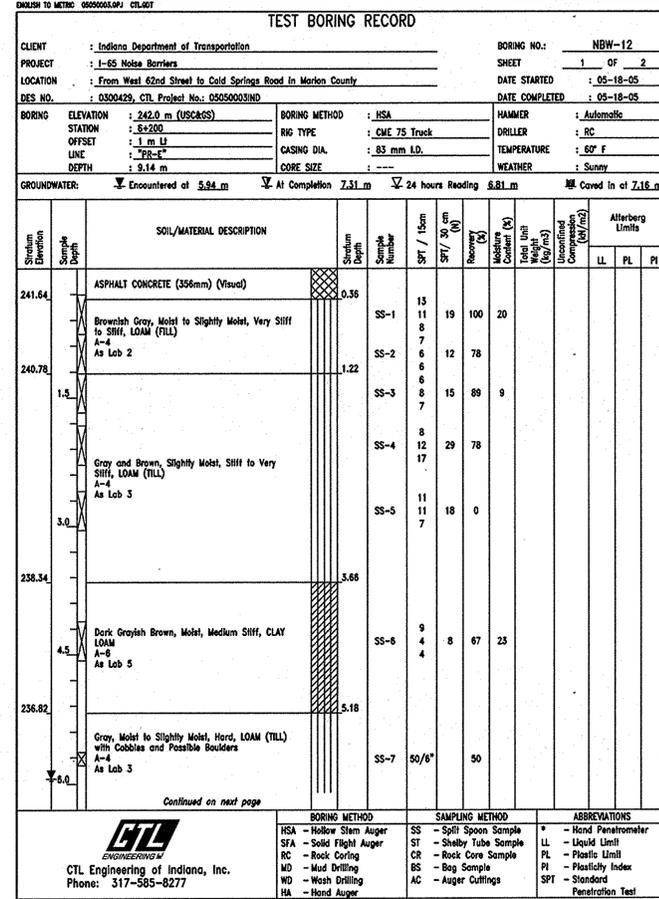 ENGLISH TO METRIC 05050003.GPJ CTL.GDT
TEST BORING RECORD
CLIENT : Indiana Department of Transportation BORING NO.: NBW-12
PROJECT : I-65 Noise Barriers SHEET 1 OF 2
LOCATION : From West 62nd Street to Cold Springs Road in Marion County DATE STARTED : 05-18-05
DES NO. : 0300429, CTL Project No.: 05050003IND DATE COMPLETED : 05-18-05
BORING ELEVATION : 242.0 m (USC&GS) BORING METHOD : HSA HAMMER : Automatic
STATION : 6+200 RIG TYPE : CME 75 Truck DRILLER : RC
OFFSET : 1 m Lt CASING DIA. : 83 mm I.D. TEMPERATURE : 60° F
LINE : "PR-E"
DEPTH : 9.14 m CORE SIZE : --- WEATHER : Sunny
GROUNDWATER: Encountered at 5.94 m At Completion 7.31 m 24 hours Reading 6.81 m Caved in at 7.16 m
Stratum Elevation
Sample Depth
SOIL/MATERIAL DESCRIPTION
Stratum Depth
Sample Number
SPT / 15cm
SPT/ 30 cm (N)
Recovery (%)
Moisture Content (%)
Total Unit Weight (kg/m3)
Unconfined Compression (kN/m2)
Atterberg Limits
LL PL PI
ASPHALT CONCRETE (356mm) (Visual)
241.64 0.36
13
Brownish Gray, Moist to Slightly Moist, Very Stiff SS-1 11 19 100 20
to Stiff, LOAM (FILL) 8
A-4 7
As Lab 2 SS-2 6 12 78
6
240.78 1.22
6
1.5 SS-3 8 15 89 9
7
8
SS-4 12 29 78
17
Gray and Brown, Slightly Moist, Stiff to Very
Stiff, LOAM (TILL)
A-4
As Lab 3
11
SS-5 11 18 0
3.0 7
238.34 3.66
9
Dark Grayish Brown, Moist, Medium Stiff, CLAY SS-6 4 8 67 23
LOAM 4
A-6
4.5
As Lab 5
236.82 5.18
Gray, Moist to Slightly Moist, Hard, LOAM (TILL)
with Cobbles and Possible Boulders
A-4 SS-7 50/6" 50
As Lab 3
6.0
Continued on next page
CTL
ENGINEERING
CTL Engineering of Indiana, Inc.
Phone: 317-585-8277
BORING METHOD
HSA - Hollow Stem Auger
SFA - Solid Flight Auger
RC - Rock Coring
MD - Mud Drilling
WD - Wash Drilling
HA - Hand Auger
SAMPLING METHOD
SS - Split Spoon Sample
ST - Shelby Tube Sample
CR - Rock Core Sample
BS - Bag Sample
AC - Auger Cuttings
ABBREVIATIONS
* - Hand Penetrometer
LL - Liquid Limit
PL - Plastic Limit
PI - Plasticity Index
SPT - Standard
Penetration Test